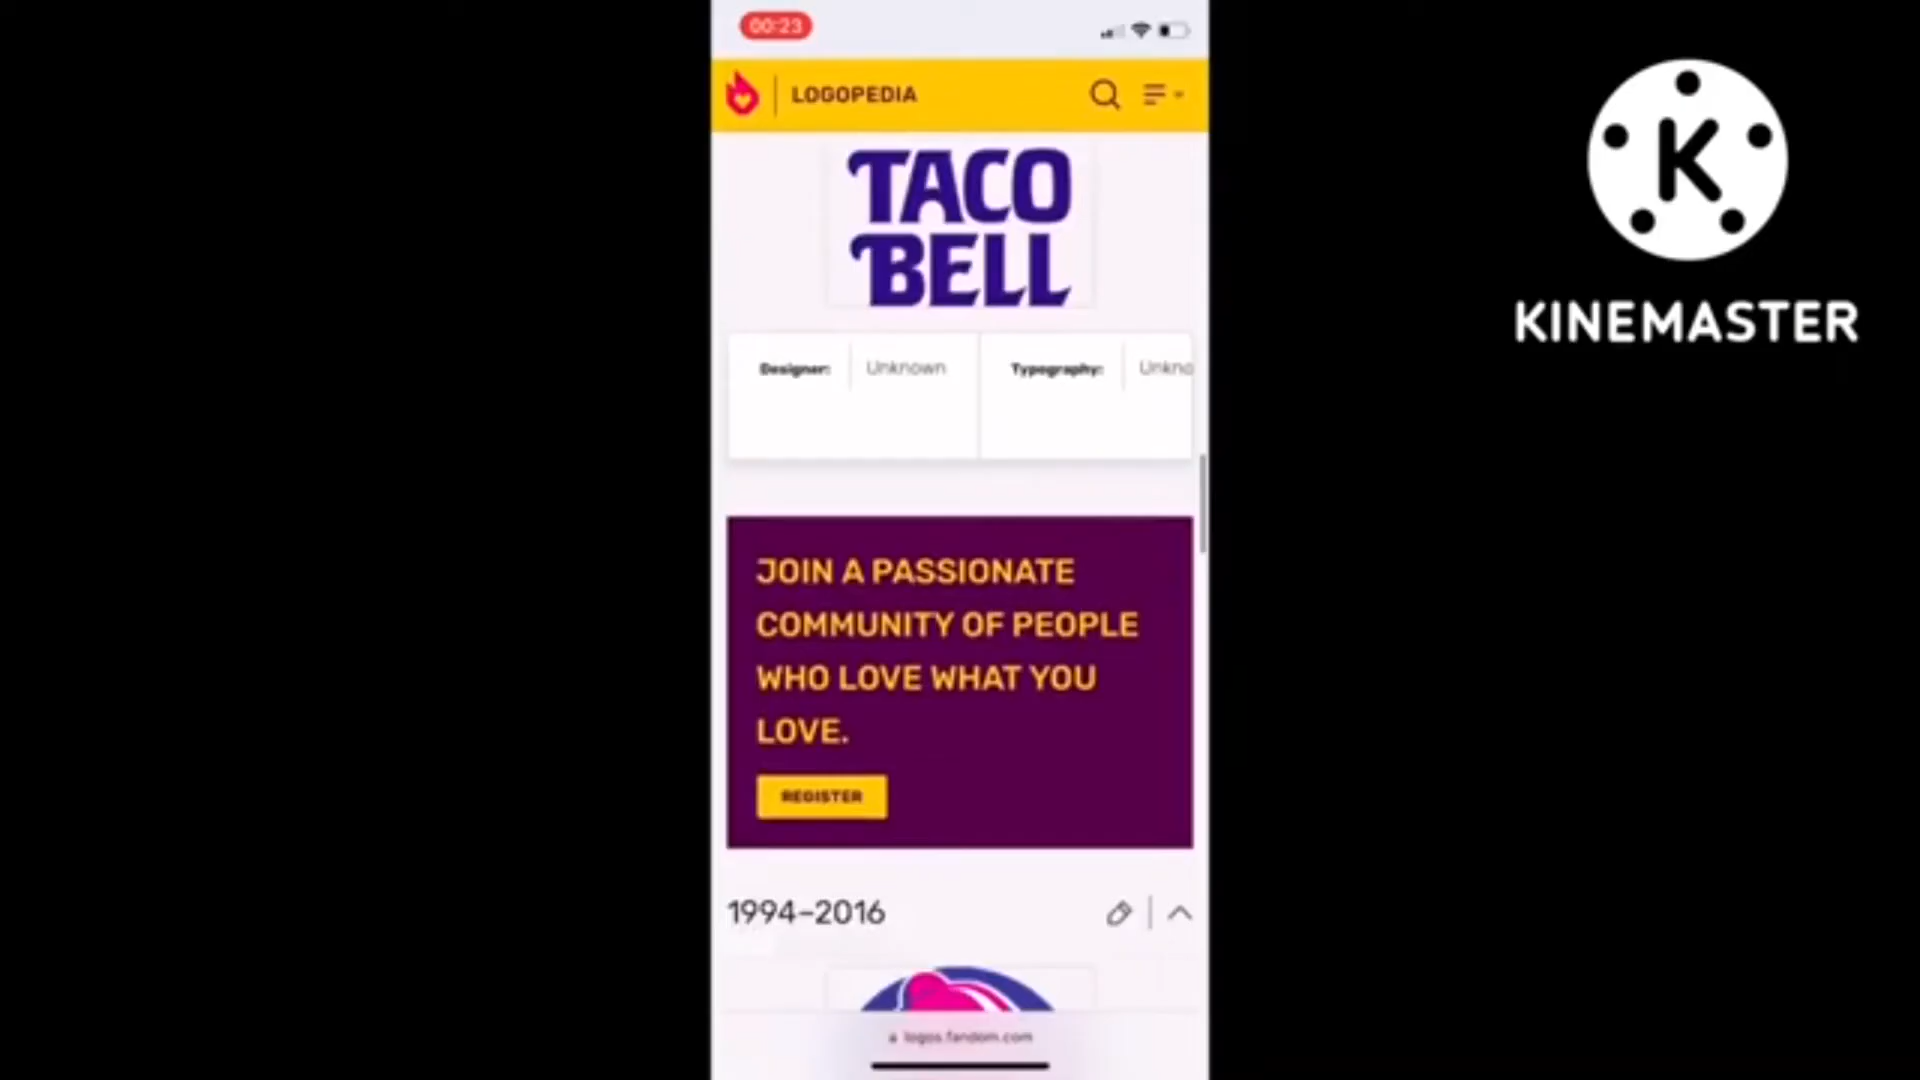 00:23
LOGOPEDIA
TACO
BELL
Designer: Unknown Typography: Unkno
JOIN A PASSIONATE
COMMUNITY OF PEOPLE
WHO LOVE WHAT YOU
LOVE.
REGISTER
1994–2016
logos.fandom.com
K
KINEMASTER